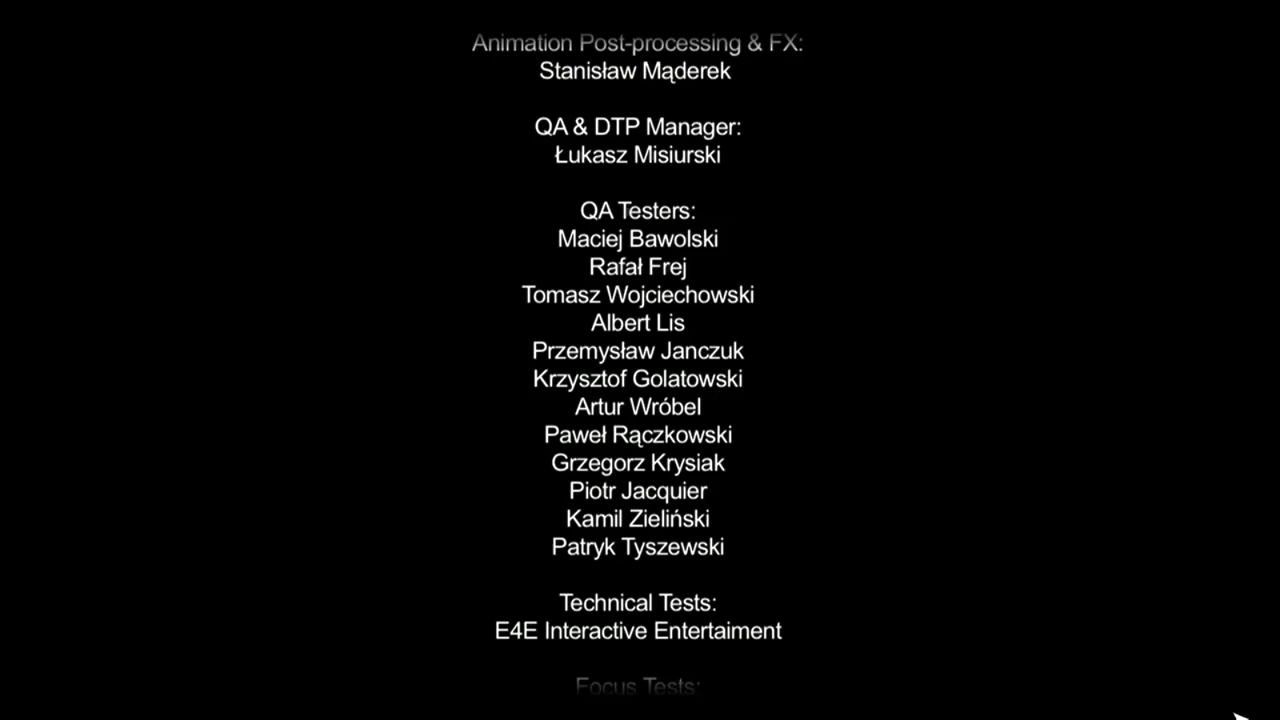 Animation Post-processing & FX:
Stanisław Mąderek
QA & DTP Manager:
Łukasz Misiurski
QA Testers:
Maciej Bawolski
Rafał Frej
Tomasz Wojciechowski
Albert Lis
Przemysław Janczuk
Krzysztof Golatowski
Artur Wróbel
Paweł Rączkowski
Grzegorz Krysiak
Piotr Jacquier
Kamil Zieliński
Patryk Tyszewski
Technical Tests:
E4E Interactive Entertaiment
Focus Tests: